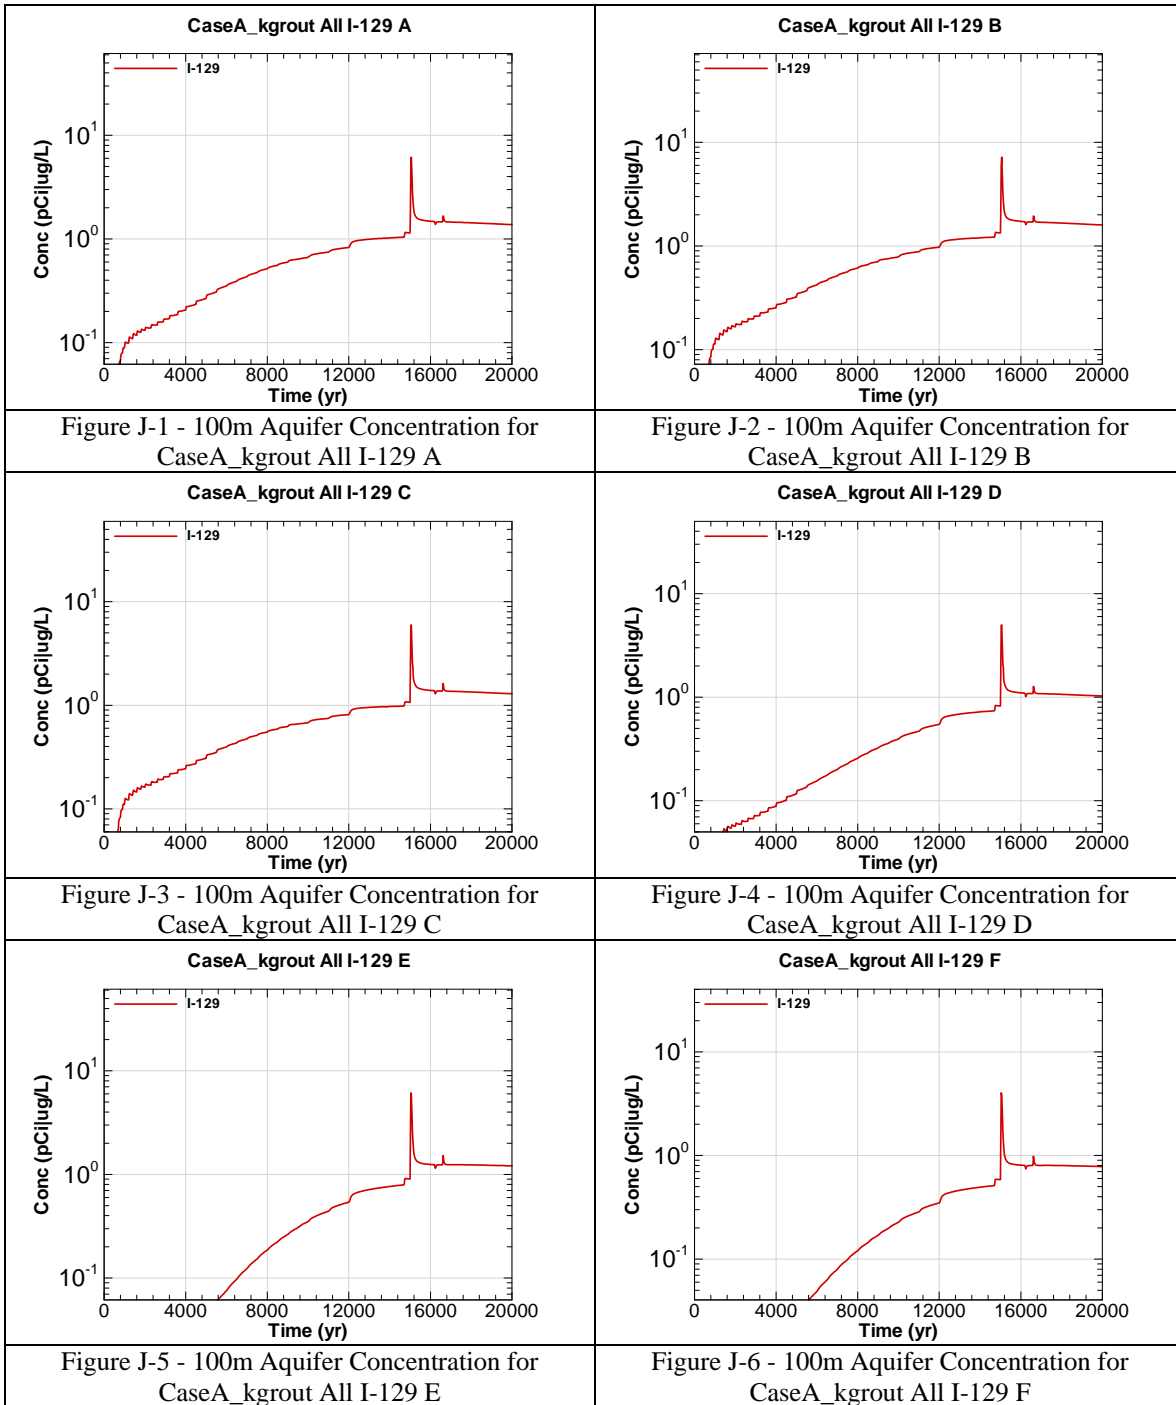 CaseA_kgrout All I-129 A
I-129
Conc (pCi|ug/L)
10^1
10^0
10^-1
0 4000 8000 12000 16000 20000
Time (yr)
Figure J-1 - 100m Aquifer Concentration for
CaseA_kgrout All I-129 A
CaseA_kgrout All I-129 B
I-129
Conc (pCi|ug/L)
10^1
10^0
10^-1
0 4000 8000 12000 16000 20000
Time (yr)
Figure J-2 - 100m Aquifer Concentration for
CaseA_kgrout All I-129 B
CaseA_kgrout All I-129 C
I-129
Conc (pCi|ug/L)
10^1
10^0
10^-1
0 4000 8000 12000 16000 20000
Time (yr)
Figure J-3 - 100m Aquifer Concentration for
CaseA_kgrout All I-129 C
CaseA_kgrout All I-129 D
I-129
Conc (pCi|ug/L)
10^1
10^0
10^-1
0 4000 8000 12000 16000 20000
Time (yr)
Figure J-4 - 100m Aquifer Concentration for
CaseA_kgrout All I-129 D
CaseA_kgrout All I-129 E
I-129
Conc (pCi|ug/L)
10^1
10^0
10^-1
0 4000 8000 12000 16000 20000
Time (yr)
Figure J-5 - 100m Aquifer Concentration for
CaseA_kgrout All I-129 E
CaseA_kgrout All I-129 F
I-129
Conc (pCi|ug/L)
10^1
10^0
10^-1
0 4000 8000 12000 16000 20000
Time (yr)
Figure J-6 - 100m Aquifer Concentration for
CaseA_kgrout All I-129 F